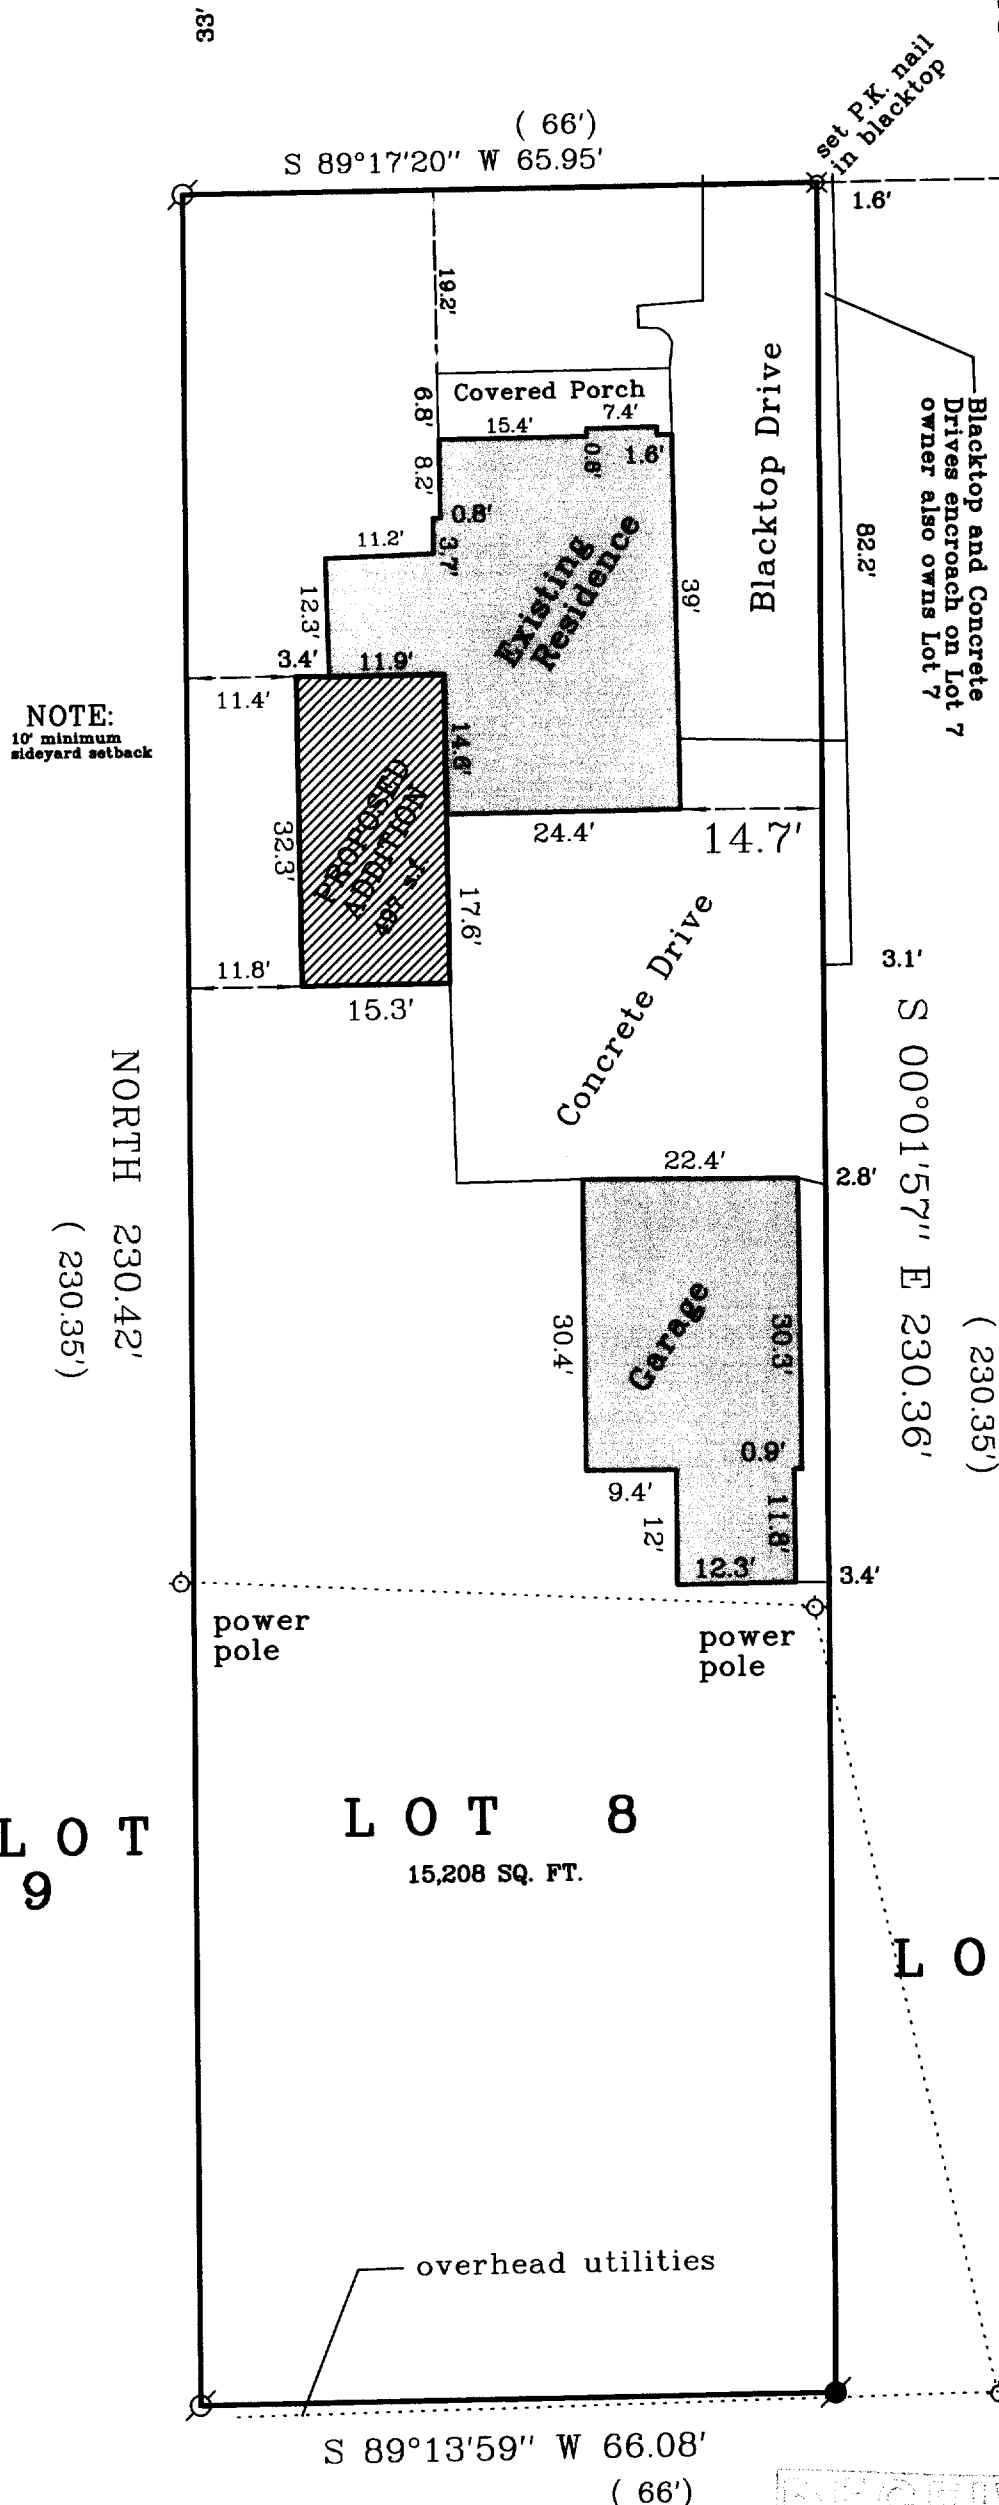 33'
set P.K. nail
in blacktop
( 66')
S 89°17'20" W 65.95'
1.6'
19.2'
Blacktop and Concrete
Drives encroach on Lot 7
owner also owns Lot 7
Blacktop Drive
Covered Porch
6.8'
15.4'
7.4'
0.8'
1.6'
8.2'
0.8'
3.7'
11.2'
82.2'
Existing
Residence
39'
12.3'
3.4'
11.9'
11.4'
NOTE:
10' minimum
sideyard setback
14.6'
PROPOSED
ADDITION
497 s.f.
32.3'
24.4'
14.7'
17.6'
Concrete Drive
3.1'
11.8'
15.3'
S 00°01'57" E 230.36'
( 230.35')
NORTH 230.42'
( 230.35')
22.4'
2.8'
Garage
30.4'
30.3'
0.9'
9.4'
12'
11.8'
12.3'
3.4'
power
pole
power
pole
LOT 8
15,208 SQ. FT.
LOT
9
LO
overhead utilities
S 89°13'59" W 66.08'
( 66')